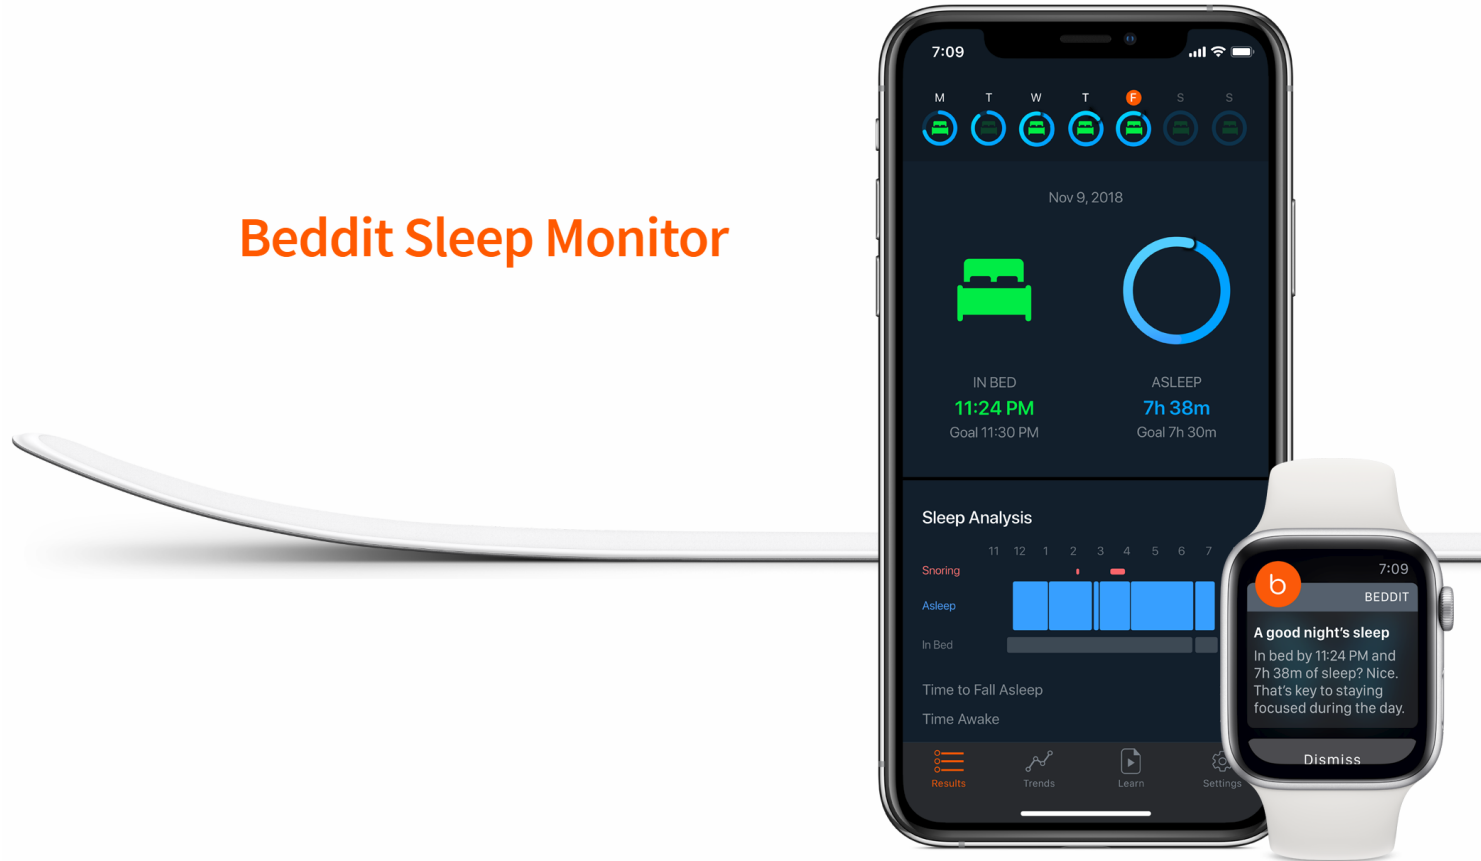 Beddit Sleep Monitor
7:09
M T W T F S S
Nov 9, 2018
IN BED
11:24 PM
Goal 11:30 PM
ASLEEP
7h 38m
Goal 7h 30m
Sleep Analysis
11 12 1 2 3 4 5 6 7
Snoring
Asleep
In Bed
Time to Fall Asleep
Time Awake
Results Trends Learn Settings
7:09
b
BEDDIT
A good night's sleep
In bed by 11:24 PM and
7h 38m of sleep? Nice.
That's key to staying
focused during the day.
Dismiss